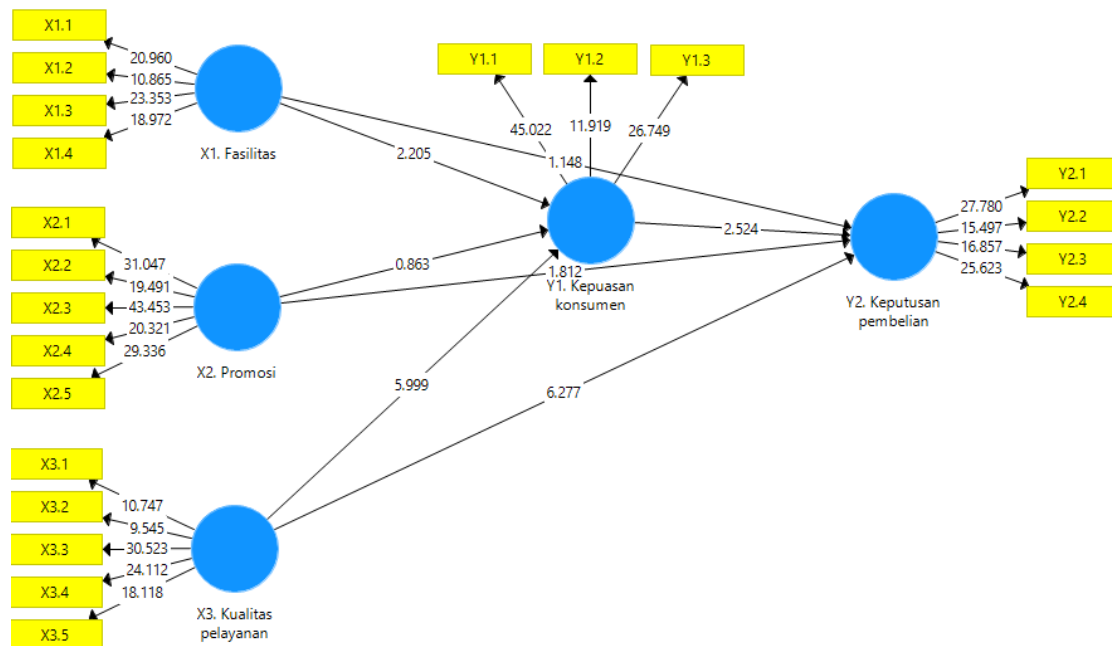 X1.1
X1.2
X1.3
X1.4
20.960
10.865
23.353
18.972
X1. Fasilitas
X2.1
X2.2
X2.3
X2.4
X2.5
31.047
19.491
43.453
20.321
29.336
X2. Promosi
X3.1
X3.2
X3.3
X3.4
X3.5
10.747
9.545
30.523
24.112
18.118
X3. Kualitas
pelayanan
2.205
1.148
0.863
1.812
5.999
6.277
Y1.1
Y1.2
Y1.3
45.022
11.919
26.749
Y1. Kepuasan
konsumen
2.524
Y2. Keputusan
pembelian
27.780
15.497
16.857
25.623
Y2.1
Y2.2
Y2.3
Y2.4